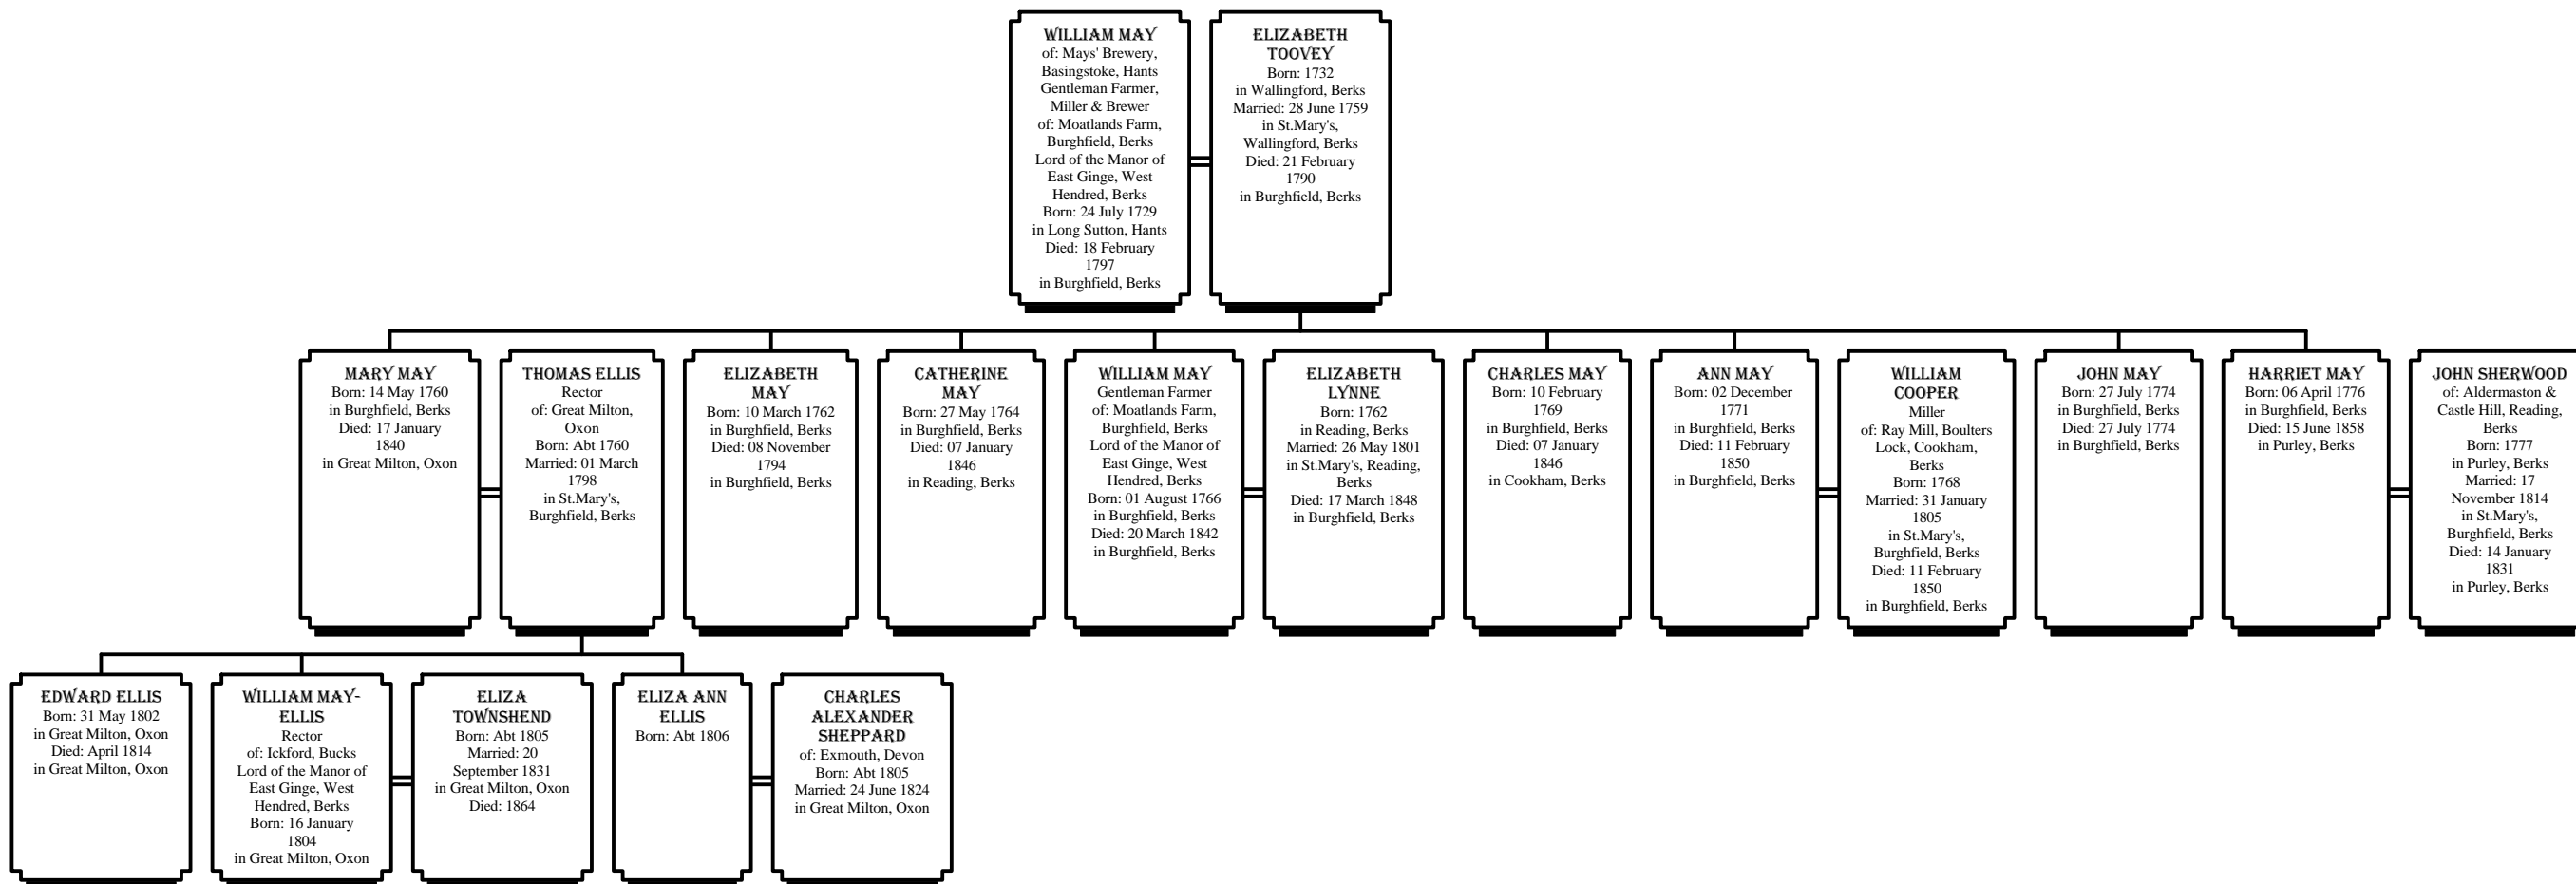 WILLIAM MAY
of: Mays' Brewery,
Basingstoke, Hants
Gentleman Farmer,
Miller & Brewer
of: Moatlands Farm,
Burghfield, Berks
Lord of the Manor of
East Ginge, West
Hendred, Berks
Born: 24 July 1729
in Long Sutton, Hants
Died: 18 February
1797
in Burghfield, Berks
ELIZABETH
TOOVEY
Born: 1732
in Wallingford, Berks
Married: 28 June 1759
in St.Mary's,
Wallingford, Berks
Died: 21 February
1790
in Burghfield, Berks
MARY MAY
Born: 14 May 1760
in Burghfield, Berks
Died: 17 January
1840
in Great Milton, Oxon
THOMAS ELLIS
Rector
of: Great Milton,
Oxon
Born: Abt 1760
Married: 01 March
1798
in St.Mary's,
Burghfield, Berks
ELIZABETH
MAY
Born: 10 March 1762
in Burghfield, Berks
Died: 08 November
1794
in Burghfield, Berks
CATHERINE
MAY
Born: 27 May 1764
in Burghfield, Berks
Died: 07 January
1846
in Reading, Berks
WILLIAM MAY
Gentleman Farmer
of: Moatlands Farm,
Burghfield, Berks
Lord of the Manor of
East Ginge, West
Hendred, Berks
Born: 01 August 1766
in Burghfield, Berks
Died: 20 March 1842
in Burghfield, Berks
ELIZABETH
LYNNE
Born: 1762
in Reading, Berks
Married: 26 May 1801
in St.Mary's, Reading,
Berks
Died: 17 March 1848
in Burghfield, Berks
CHARLES MAY
Born: 10 February
1769
in Burghfield, Berks
Died: 07 January
1846
in Cookham, Berks
ANN MAY
Born: 02 December
1771
in Burghfield, Berks
Died: 11 February
1850
in Burghfield, Berks
WILLIAM
COOPER
Miller
of: Ray Mill, Boulters
Lock, Cookham,
Berks
Born: 1768
Married: 31 January
1805
in St.Mary's,
Burghfield, Berks
Died: 11 February
1850
in Burghfield, Berks
JOHN MAY
Born: 27 July 1774
in Burghfield, Berks
Died: 27 July 1774
in Burghfield, Berks
HARRIET MAY
Born: 06 April 1776
in Burghfield, Berks
Died: 15 June 1858
in Purley, Berks
JOHN SHERWOOD
of: Aldermaston &
Castle Hill, Reading,
Berks
Born: 1777
in Purley, Berks
Married: 17
November 1814
in St.Mary's,
Burghfield, Berks
Died: 14 January
1831
in Purley, Berks
EDWARD ELLIS
Born: 31 May 1802
in Great Milton, Oxon
Died: April 1814
in Great Milton, Oxon
WILLIAM MAY-
ELLIS
Rector
of: Ickford, Bucks
Lord of the Manor of
East Ginge, West
Hendred, Berks
Born: 16 January
1804
in Great Milton, Oxon
ELIZA
TOWNSHEND
Born: Abt 1805
Married: 20
September 1831
in Great Milton, Oxon
Died: 1864
ELIZA ANN
ELLIS
Born: Abt 1806
CHARLES
ALEXANDER
SHEPPARD
of: Exmouth, Devon
Born: Abt 1805
Married: 24 June 1824
in Great Milton, Oxon